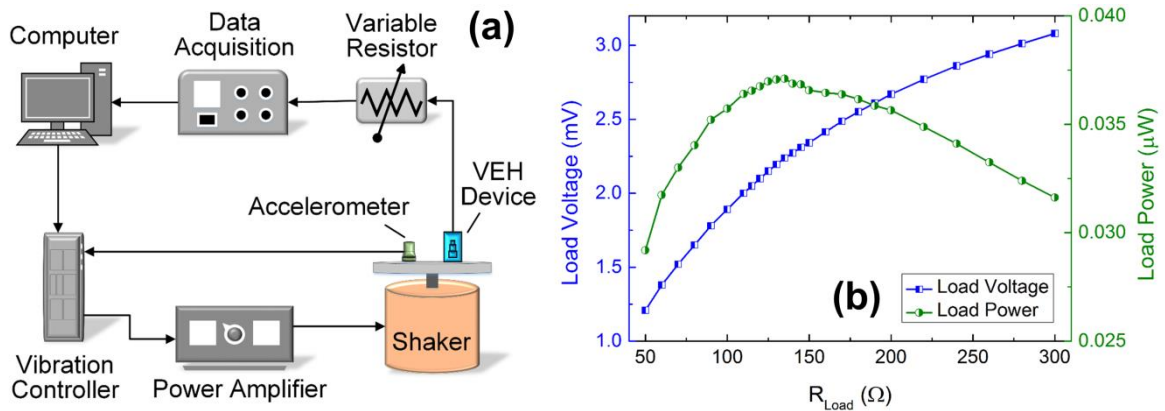 (a)
Computer
Data
Acquisition
Variable
Resistor
VEH
Device
Accelerometer
Shaker
Vibration
Controller
Power Amplifier
(b)
Load Voltage (mV)
3.0
2.5
2.0
1.5
1.0
Load Power (μW)
0.040
0.035
0.030
0.025
Load Voltage
Load Power
50 100 150 200 250 300
R_Load (Ω)